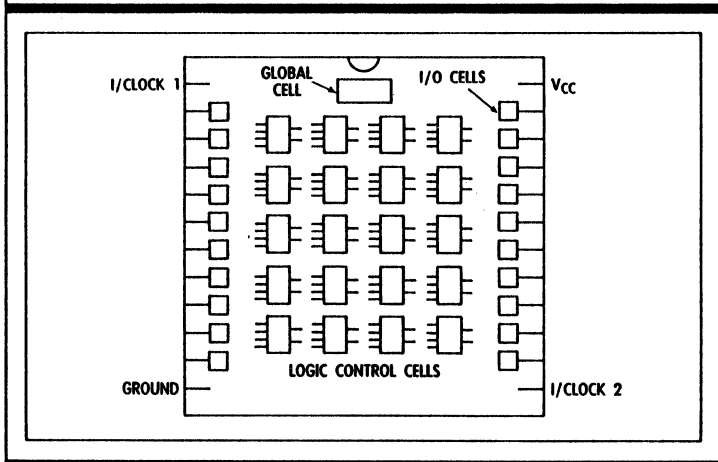 I/CLOCK 1
GLOBAL
CELL
I/O CELLS
VCC
LOGIC CONTROL CELLS
GROUND
I/CLOCK 2